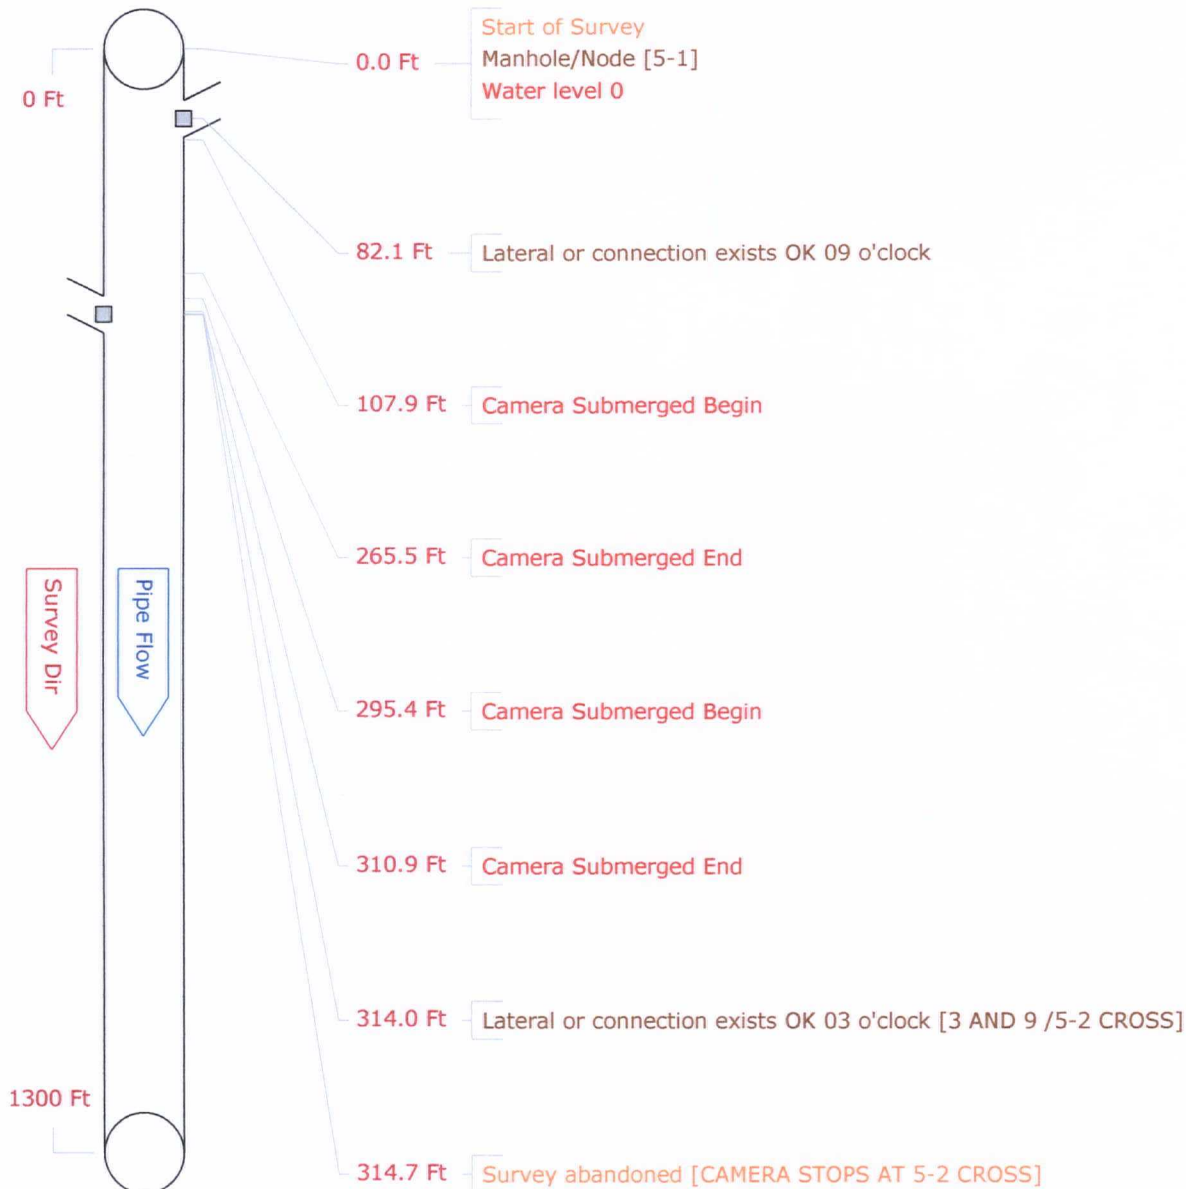 Start of Survey
0.0 Ft Manhole/Node [5-1]
Water level 0
0 Ft
82.1 Ft Lateral or connection exists OK 09 o'clock
107.9 Ft Camera Submerged Begin
265.5 Ft Camera Submerged End
Survey Dir
Pipe Flow
295.4 Ft Camera Submerged Begin
310.9 Ft Camera Submerged End
314.0 Ft Lateral or connection exists OK 03 o'clock [3 AND 9 /5-2 CROSS]
1300 Ft
314.7 Ft Survey abandoned [CAMERA STOPS AT 5-2 CROSS]